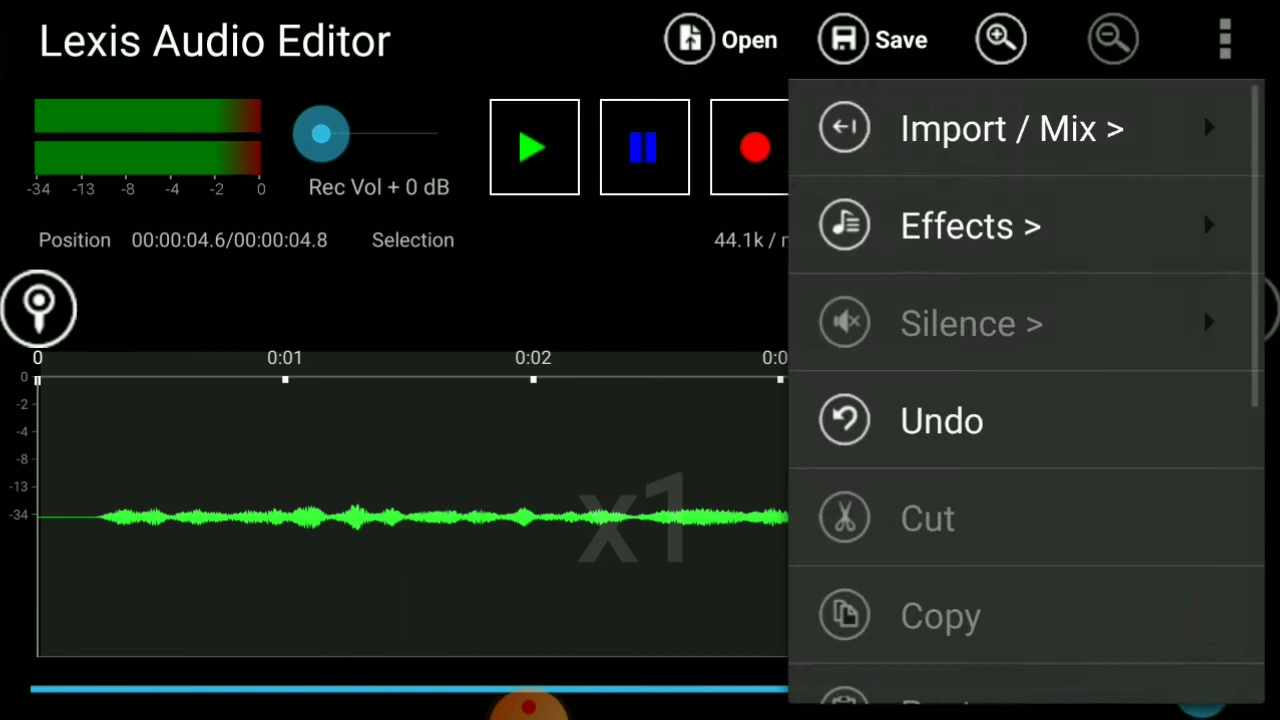 Lexis Audio Editor
Open
Save
Import / Mix >
Effects >
Silence >
Undo
Cut
Copy
-34 -13 -8 -4 -2 0
Rec Vol + 0 dB
Position 00:00:04.6/00:00:04.8 Selection 44.1k /
0 0:01 0:02 0:0
0
-2
-4
-8
-13
-34
x1